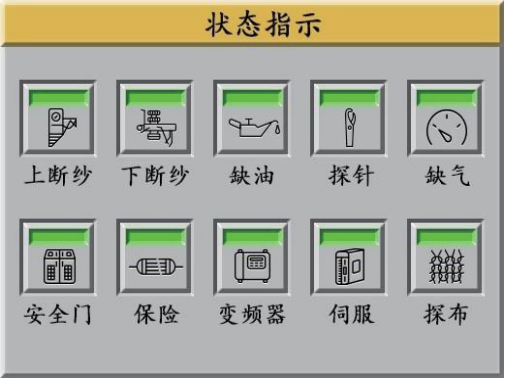 状态指示
上断纱 下断纱 缺油 探针 缺气
安全门 保险 变频器 伺服 探布